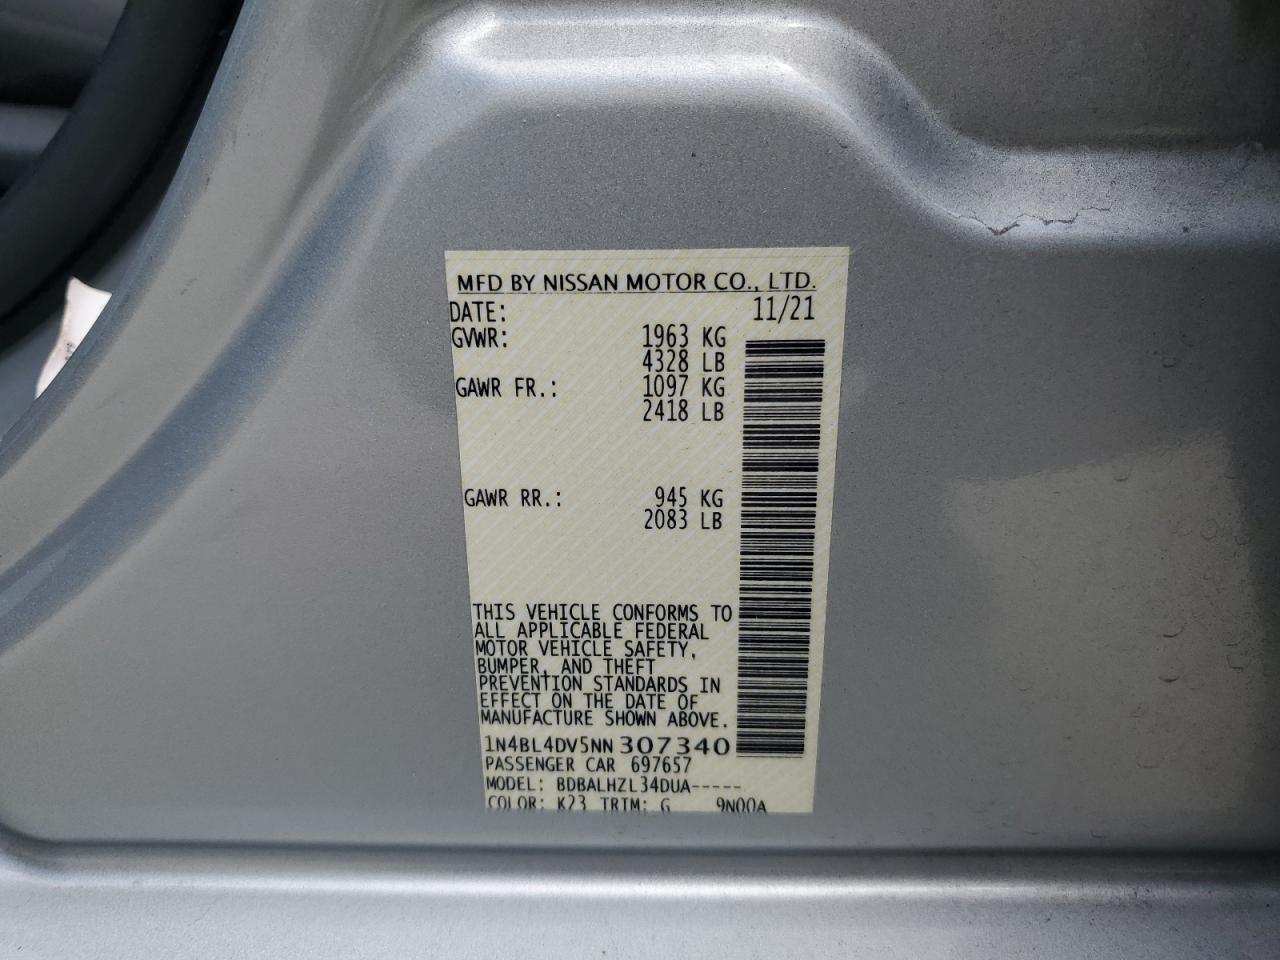 MFD BY NISSAN MOTOR CO., LTD.
DATE: 11/21
GVWR: 1963 KG
4328 LB
GAWR FR.: 1097 KG
2418 LB
GAWR RR.: 945 KG
2083 LB
THIS VEHICLE CONFORMS TO
ALL APPLICABLE FEDERAL
MOTOR VEHICLE SAFETY,
BUMPER, AND THEFT
PREVENTION STANDARDS IN
EFFECT ON THE DATE OF
MANUFACTURE SHOWN ABOVE.
1N4BL4DV5NN307340
PASSENGER CAR 697657
MODEL: BDBALHZL34DUA-----
COLOR: K23 TRIM: G 9N00A